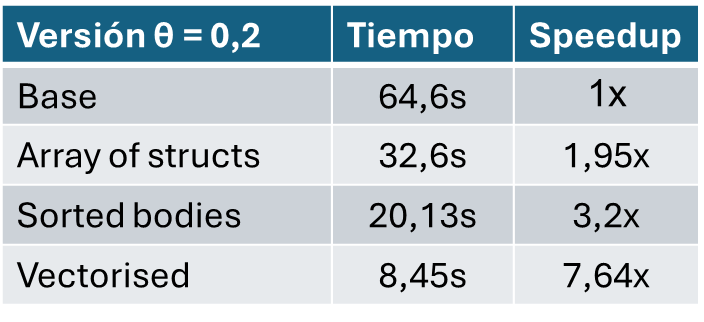 Versión θ = 0,2 Tiempo Speedup
Base 64,6s 1x
Array of structs 32,6s 1,95x
Sorted bodies 20,13s 3,2x
Vectorised 8,45s 7,64x